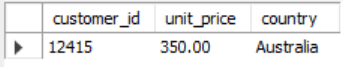 customer_id unit_price country
12415 350.00 Australia